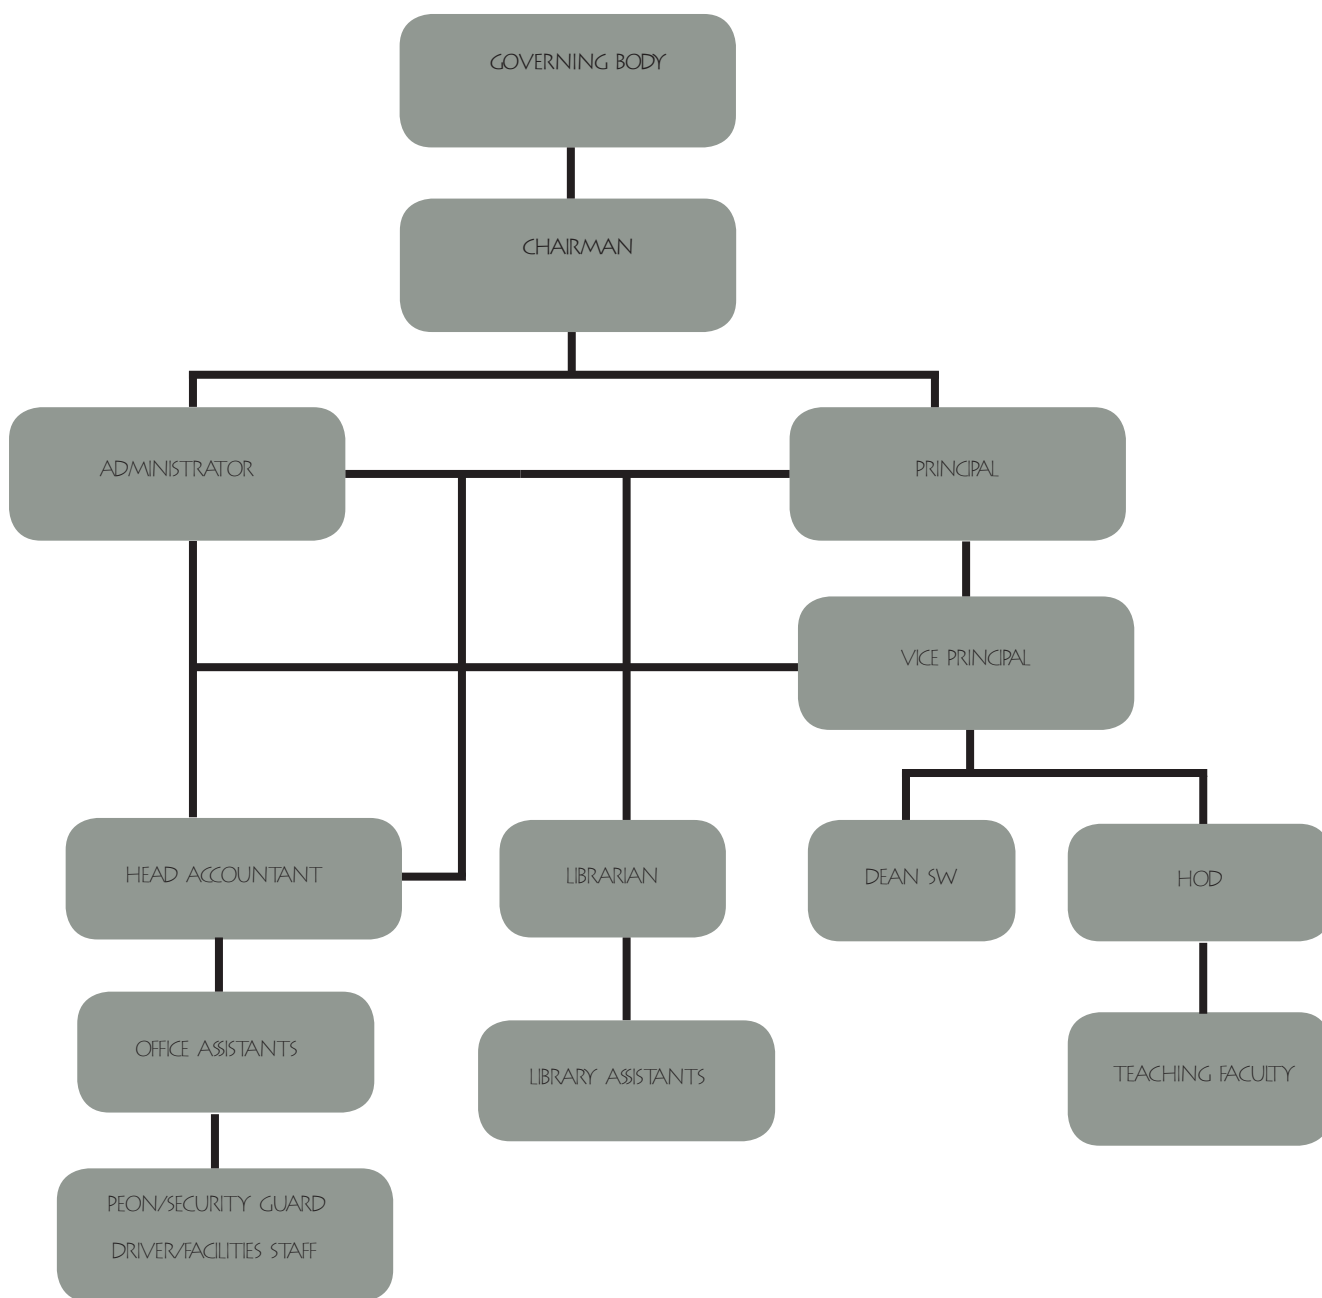 GOVERNING BODY
CHAIRMAN
ADMINISTRATOR
PRINCIPAL
VICE PRINCIPAL
HEAD ACCOUNTANT
LIBRARIAN
DEAN SW
HOD
OFFICE ASSISTANTS
LIBRARY ASSISTANTS
TEACHING FACULTY
PEON/SECURITY GUARD
DRIVER/FACILITIES STAFF